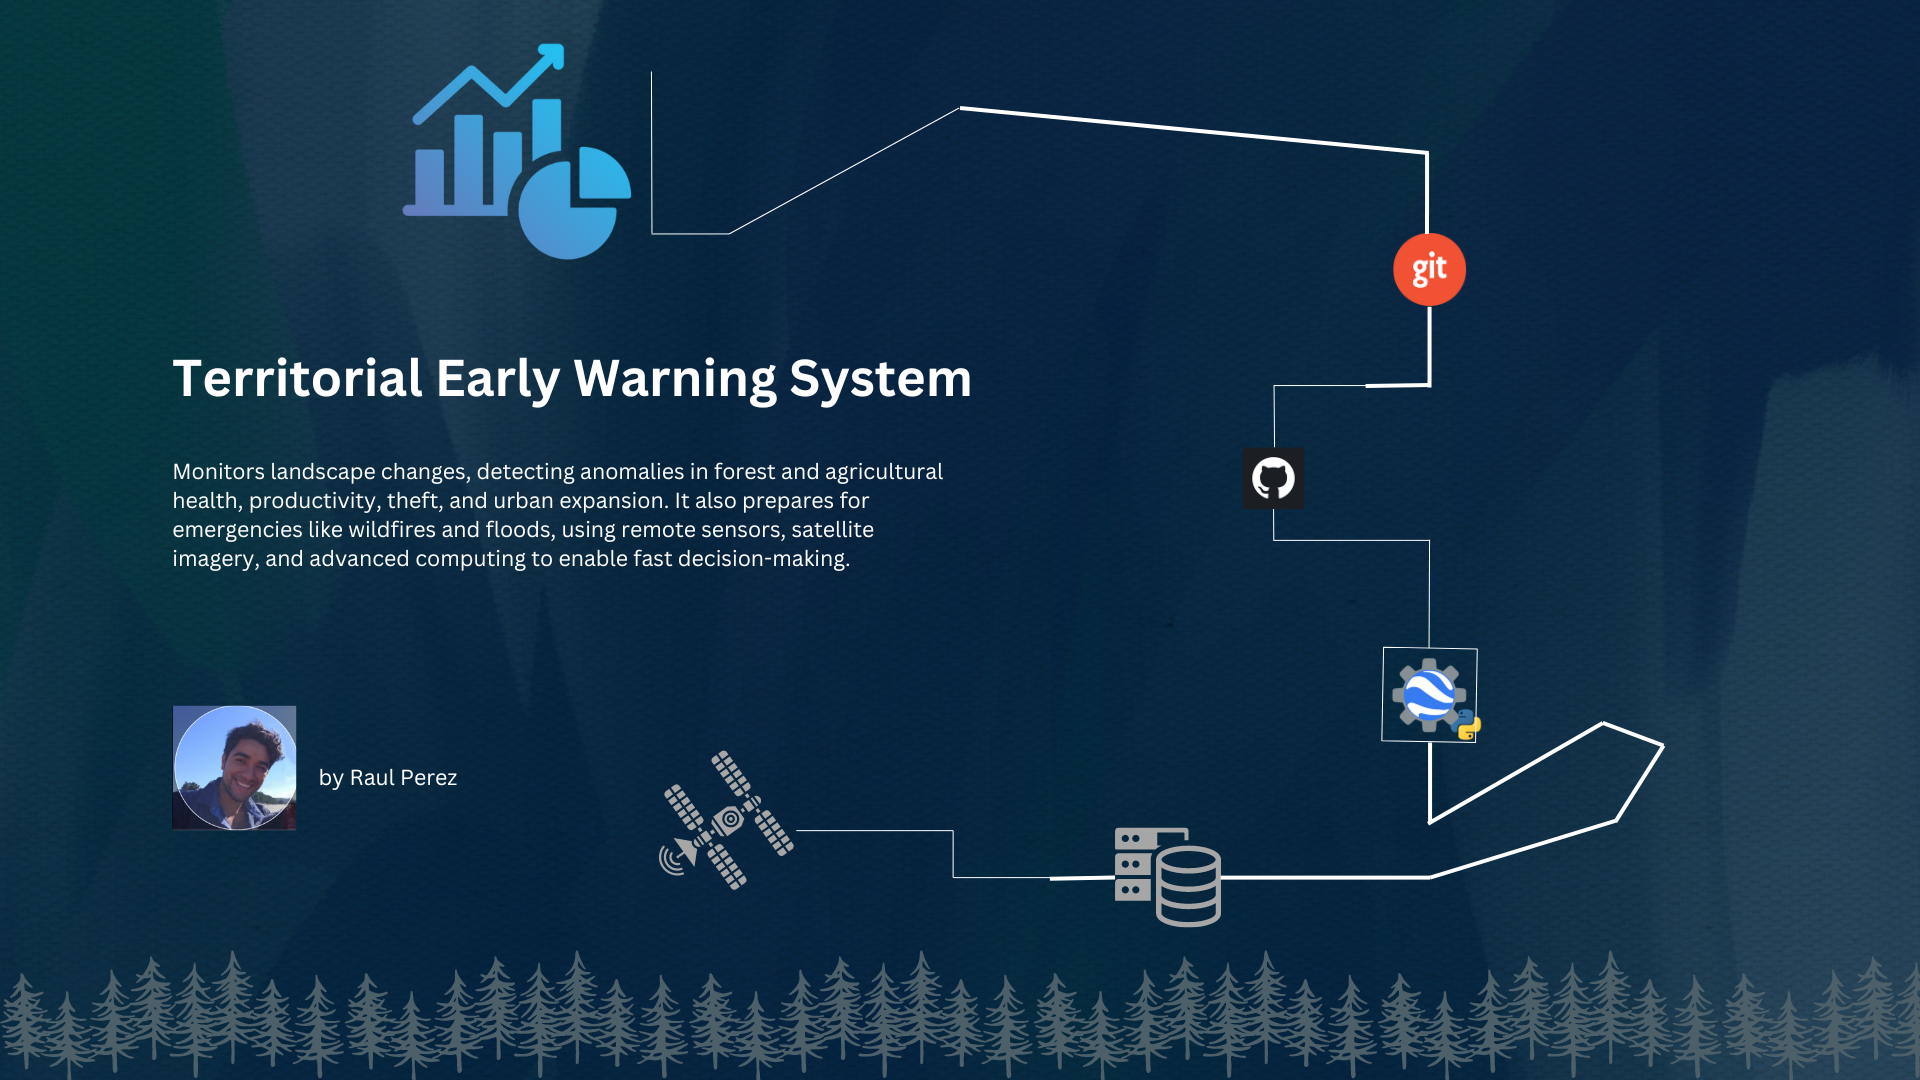 git
Territorial Early Warning System
Monitors landscape changes, detecting anomalies in forest and agricultural
health, productivity, theft, and urban expansion. It also prepares for
emergencies like wildfires and floods, using remote sensors, satellite
imagery, and advanced computing to enable fast decision-making.
by Raul Perez